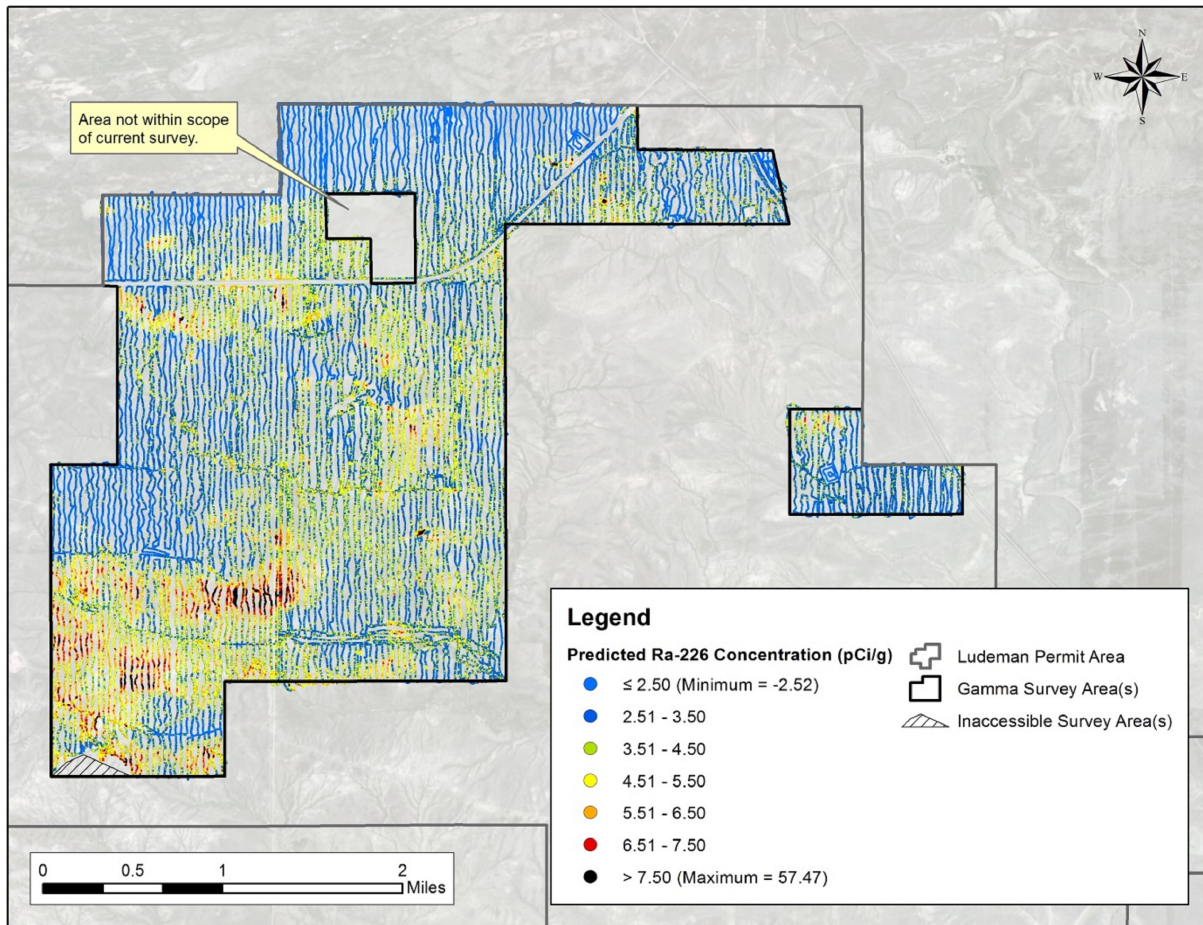 N
W
E
S
Area not within scope
of current survey.
Legend
Predicted Ra-226 Concentration (pCi/g)
≤ 2.50 (Minimum = -2.52)
2.51 - 3.50
3.51 - 4.50
4.51 - 5.50
5.51 - 6.50
6.51 - 7.50
> 7.50 (Maximum = 57.47)
Ludeman Permit Area
Gamma Survey Area(s)
Inaccessible Survey Area(s)
0 0.5 1 2
Miles